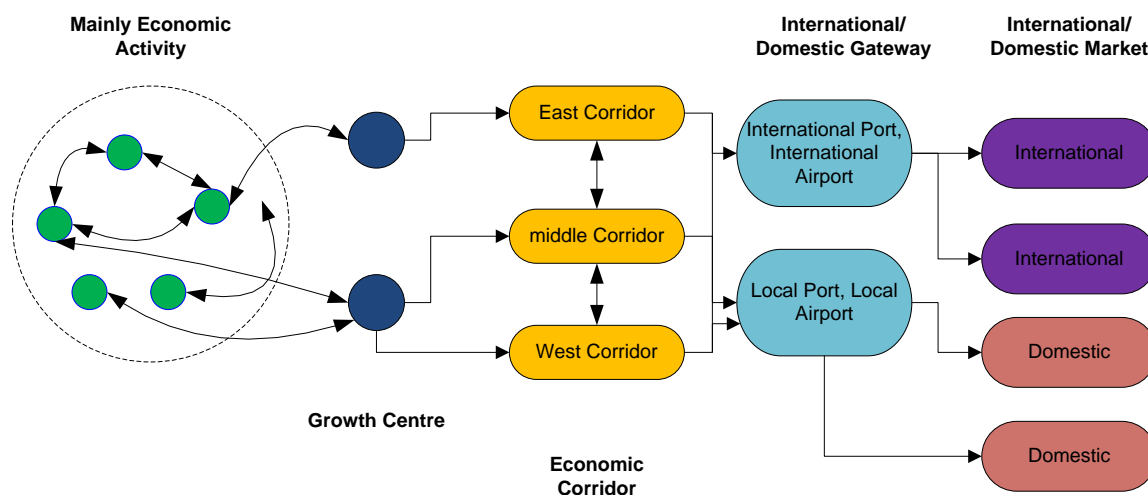 Mainly Economic
Activity
International/
Domestic Gateway
International/
Domestic Market
East Corridor
International Port,
International
Airport
International
middle Corridor
International
Local Port, Local
Airport
West Corridor
Domestic
Growth Centre
Domestic
Economic
Corridor